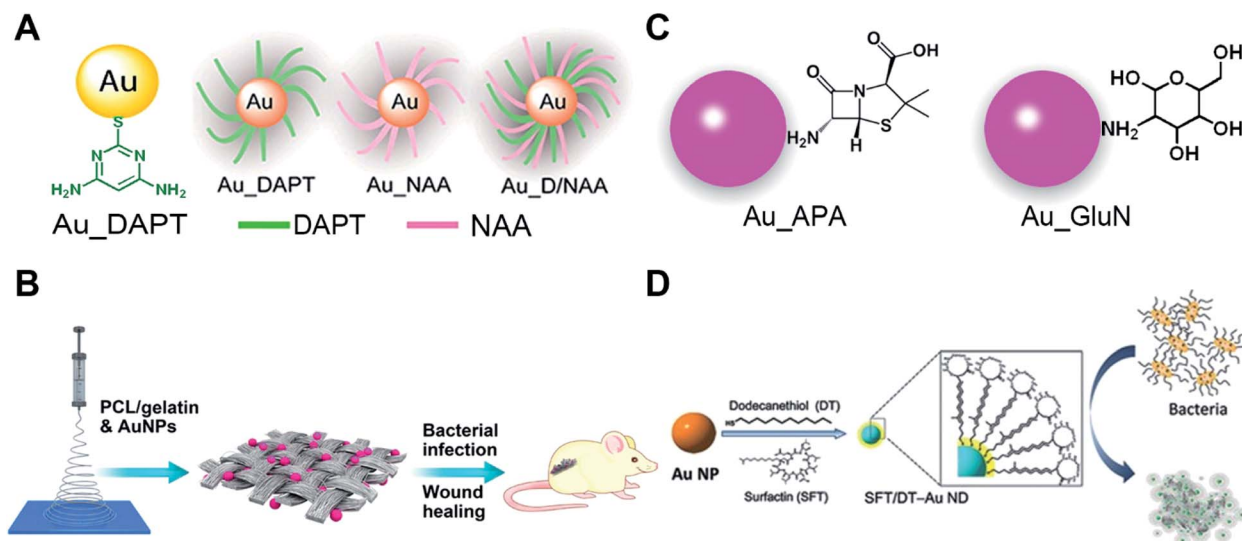 A
Au
S
N
N
H₂N
NH₂
Au_DAPT
Au
Au
Au
Au_DAPT
Au_NAA
Au_D/NAA
DAPT
NAA
C
O
OH
O
N
H₂N
S
H
Au_APA
OH
HO
O
NH₂
OH
OH
Au_GluN
B
PCL/gelatin
& AuNPs
Bacterial
infection
Wound
healing
D
Au NP
Dodecanethiol (DT)
HS
Surfactin (SFT)
SFT/DT–Au ND
Bacteria